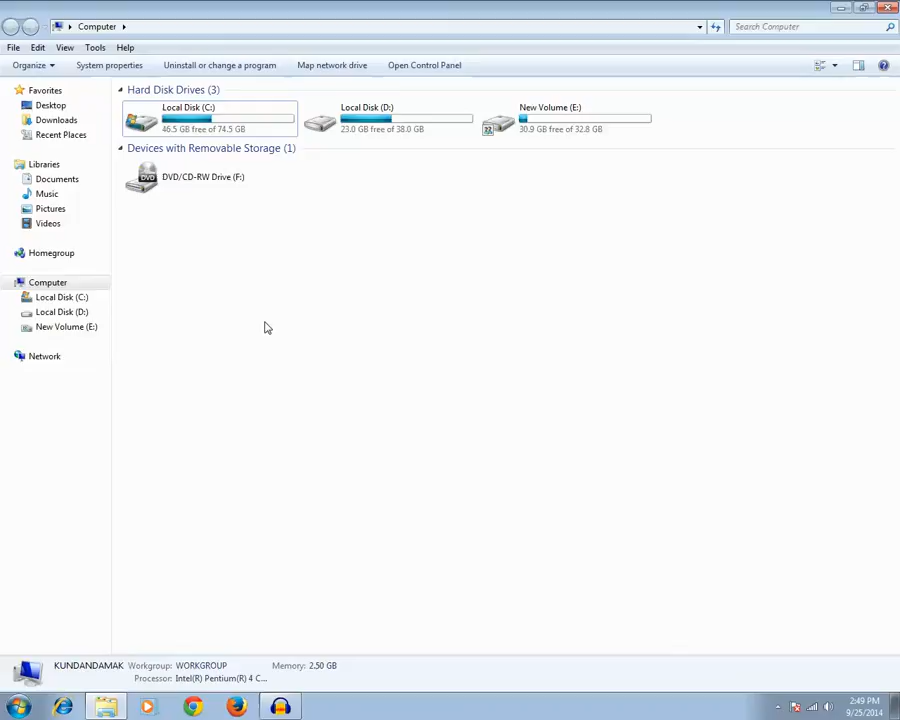 Computer
Search Computer
File Edit View Tools Help
Organize System properties Uninstall or change a program Map network drive Open Control Panel
Favorites
Desktop
Downloads
Recent Places
Libraries
Documents
Music
Pictures
Videos
Homegroup
Computer
Local Disk (C:)
Local Disk (D:)
New Volume (E:)
Network
Hard Disk Drives (3)
Local Disk (C:)
46.5 GB free of 74.5 GB
Local Disk (D:)
23.0 GB free of 38.0 GB
New Volume (E:)
30.9 GB free of 32.8 GB
Devices with Removable Storage (1)
DVD
DVD/CD-RW Drive (F:)
KUNDANDAMAK Workgroup: WORKGROUP Memory: 2.50 GB
Processor: Intel(R) Pentium(R) 4 C...
2:49 PM
9/25/2014